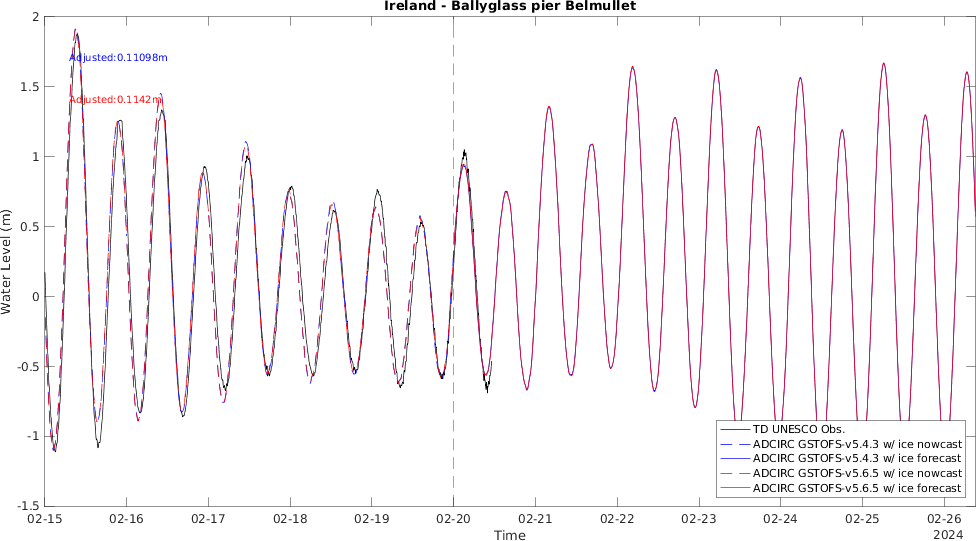 Ireland - Ballyglass pier Belmullet
2
Adjusted:0.11098m
1.5
Adjusted:0.1142m
1
0.5
0
-0.5
-1
-1.5
Water Level (m)
TD UNESCO Obs.
ADCIRC GSTOFS-v5.4.3 w/ ice nowcast
ADCIRC GSTOFS-v5.4.3 w/ ice forecast
ADCIRC GSTOFS-v5.6.5 w/ ice nowcast
ADCIRC GSTOFS-v5.6.5 w/ ice forecast
02-15 02-16 02-17 02-18 02-19 02-20 02-21 02-22 02-23 02-24 02-25 02-26
Time
2024